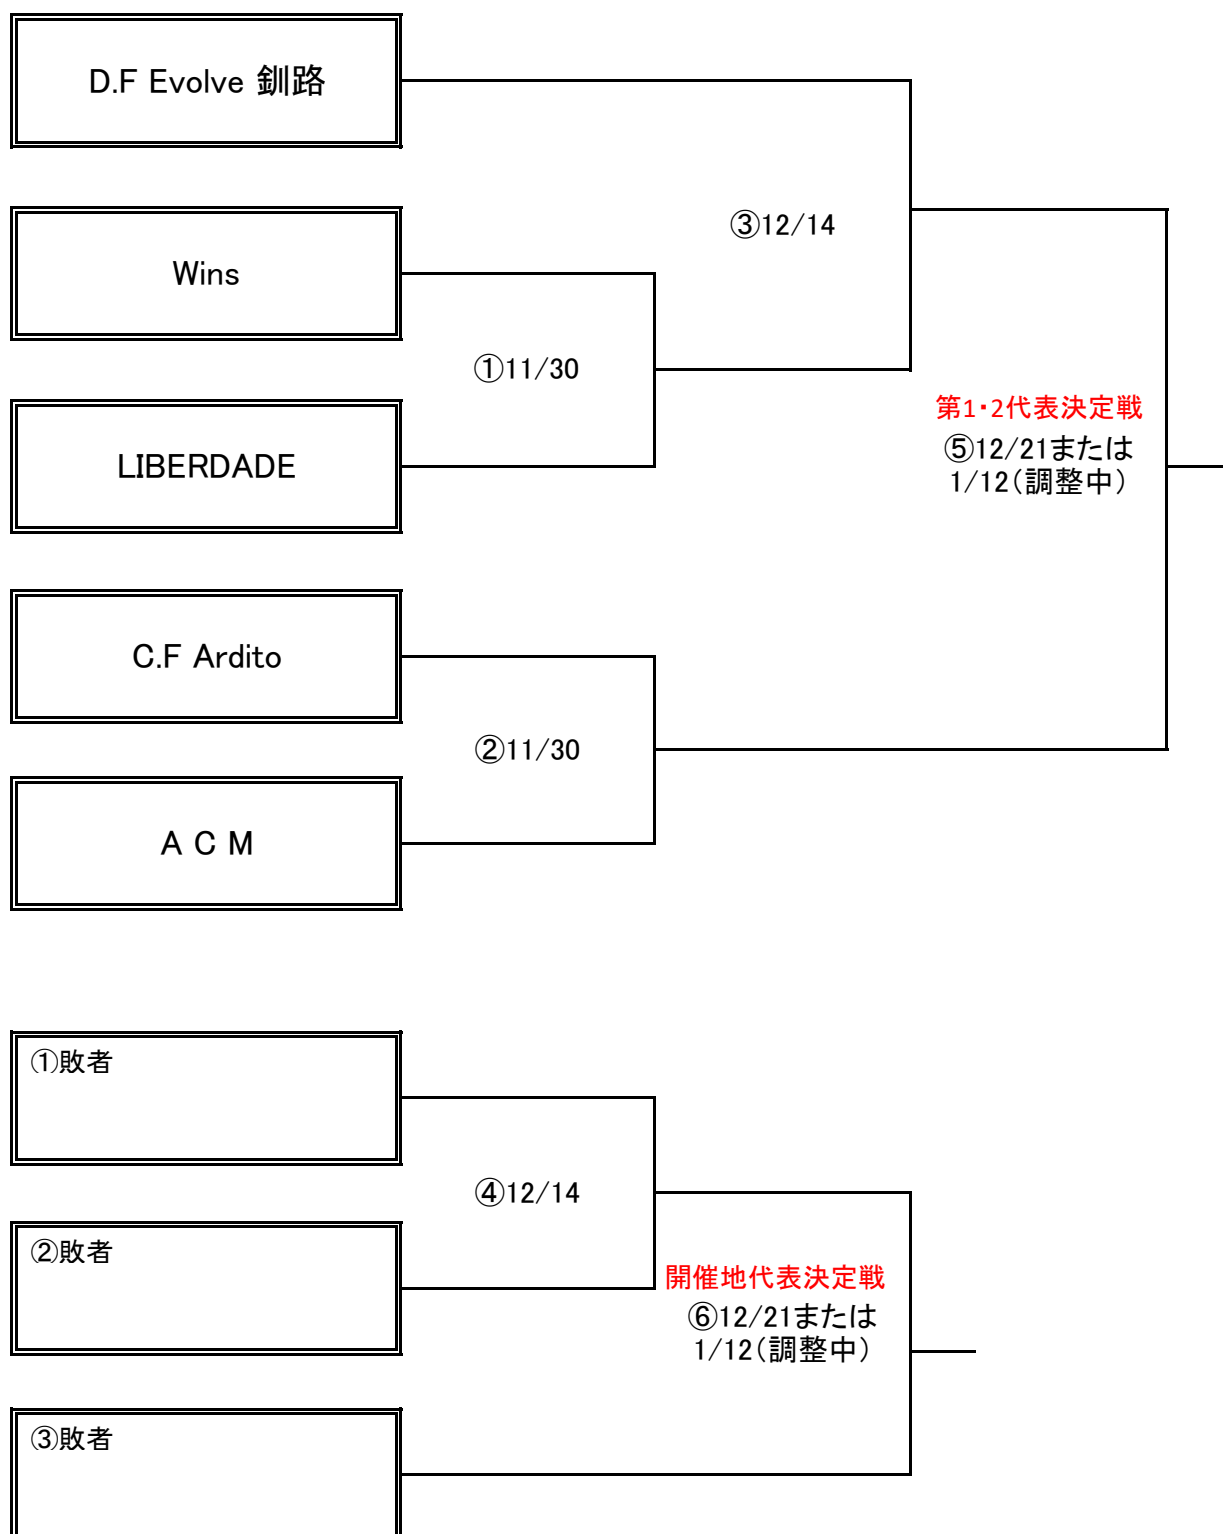 D.F Evolve 釧路
③12/14
Wins
①11/30
第1・2代表決定戦
⑤12/21または
1/12（調整中）
LIBERDADE
C.F Ardito
②11/30
A C M
①敗者
④12/14
②敗者
開催地代表決定戦
⑥12/21または
1/12（調整中）
③敗者